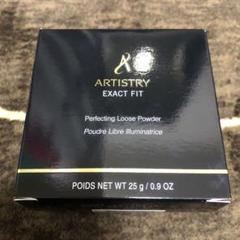 ARTISTRY
EXACT FIT
Perfecting Loose Powder
Poudre Libre Illuminatrice
POIDS NET WT 25 g / 0.9 OZ